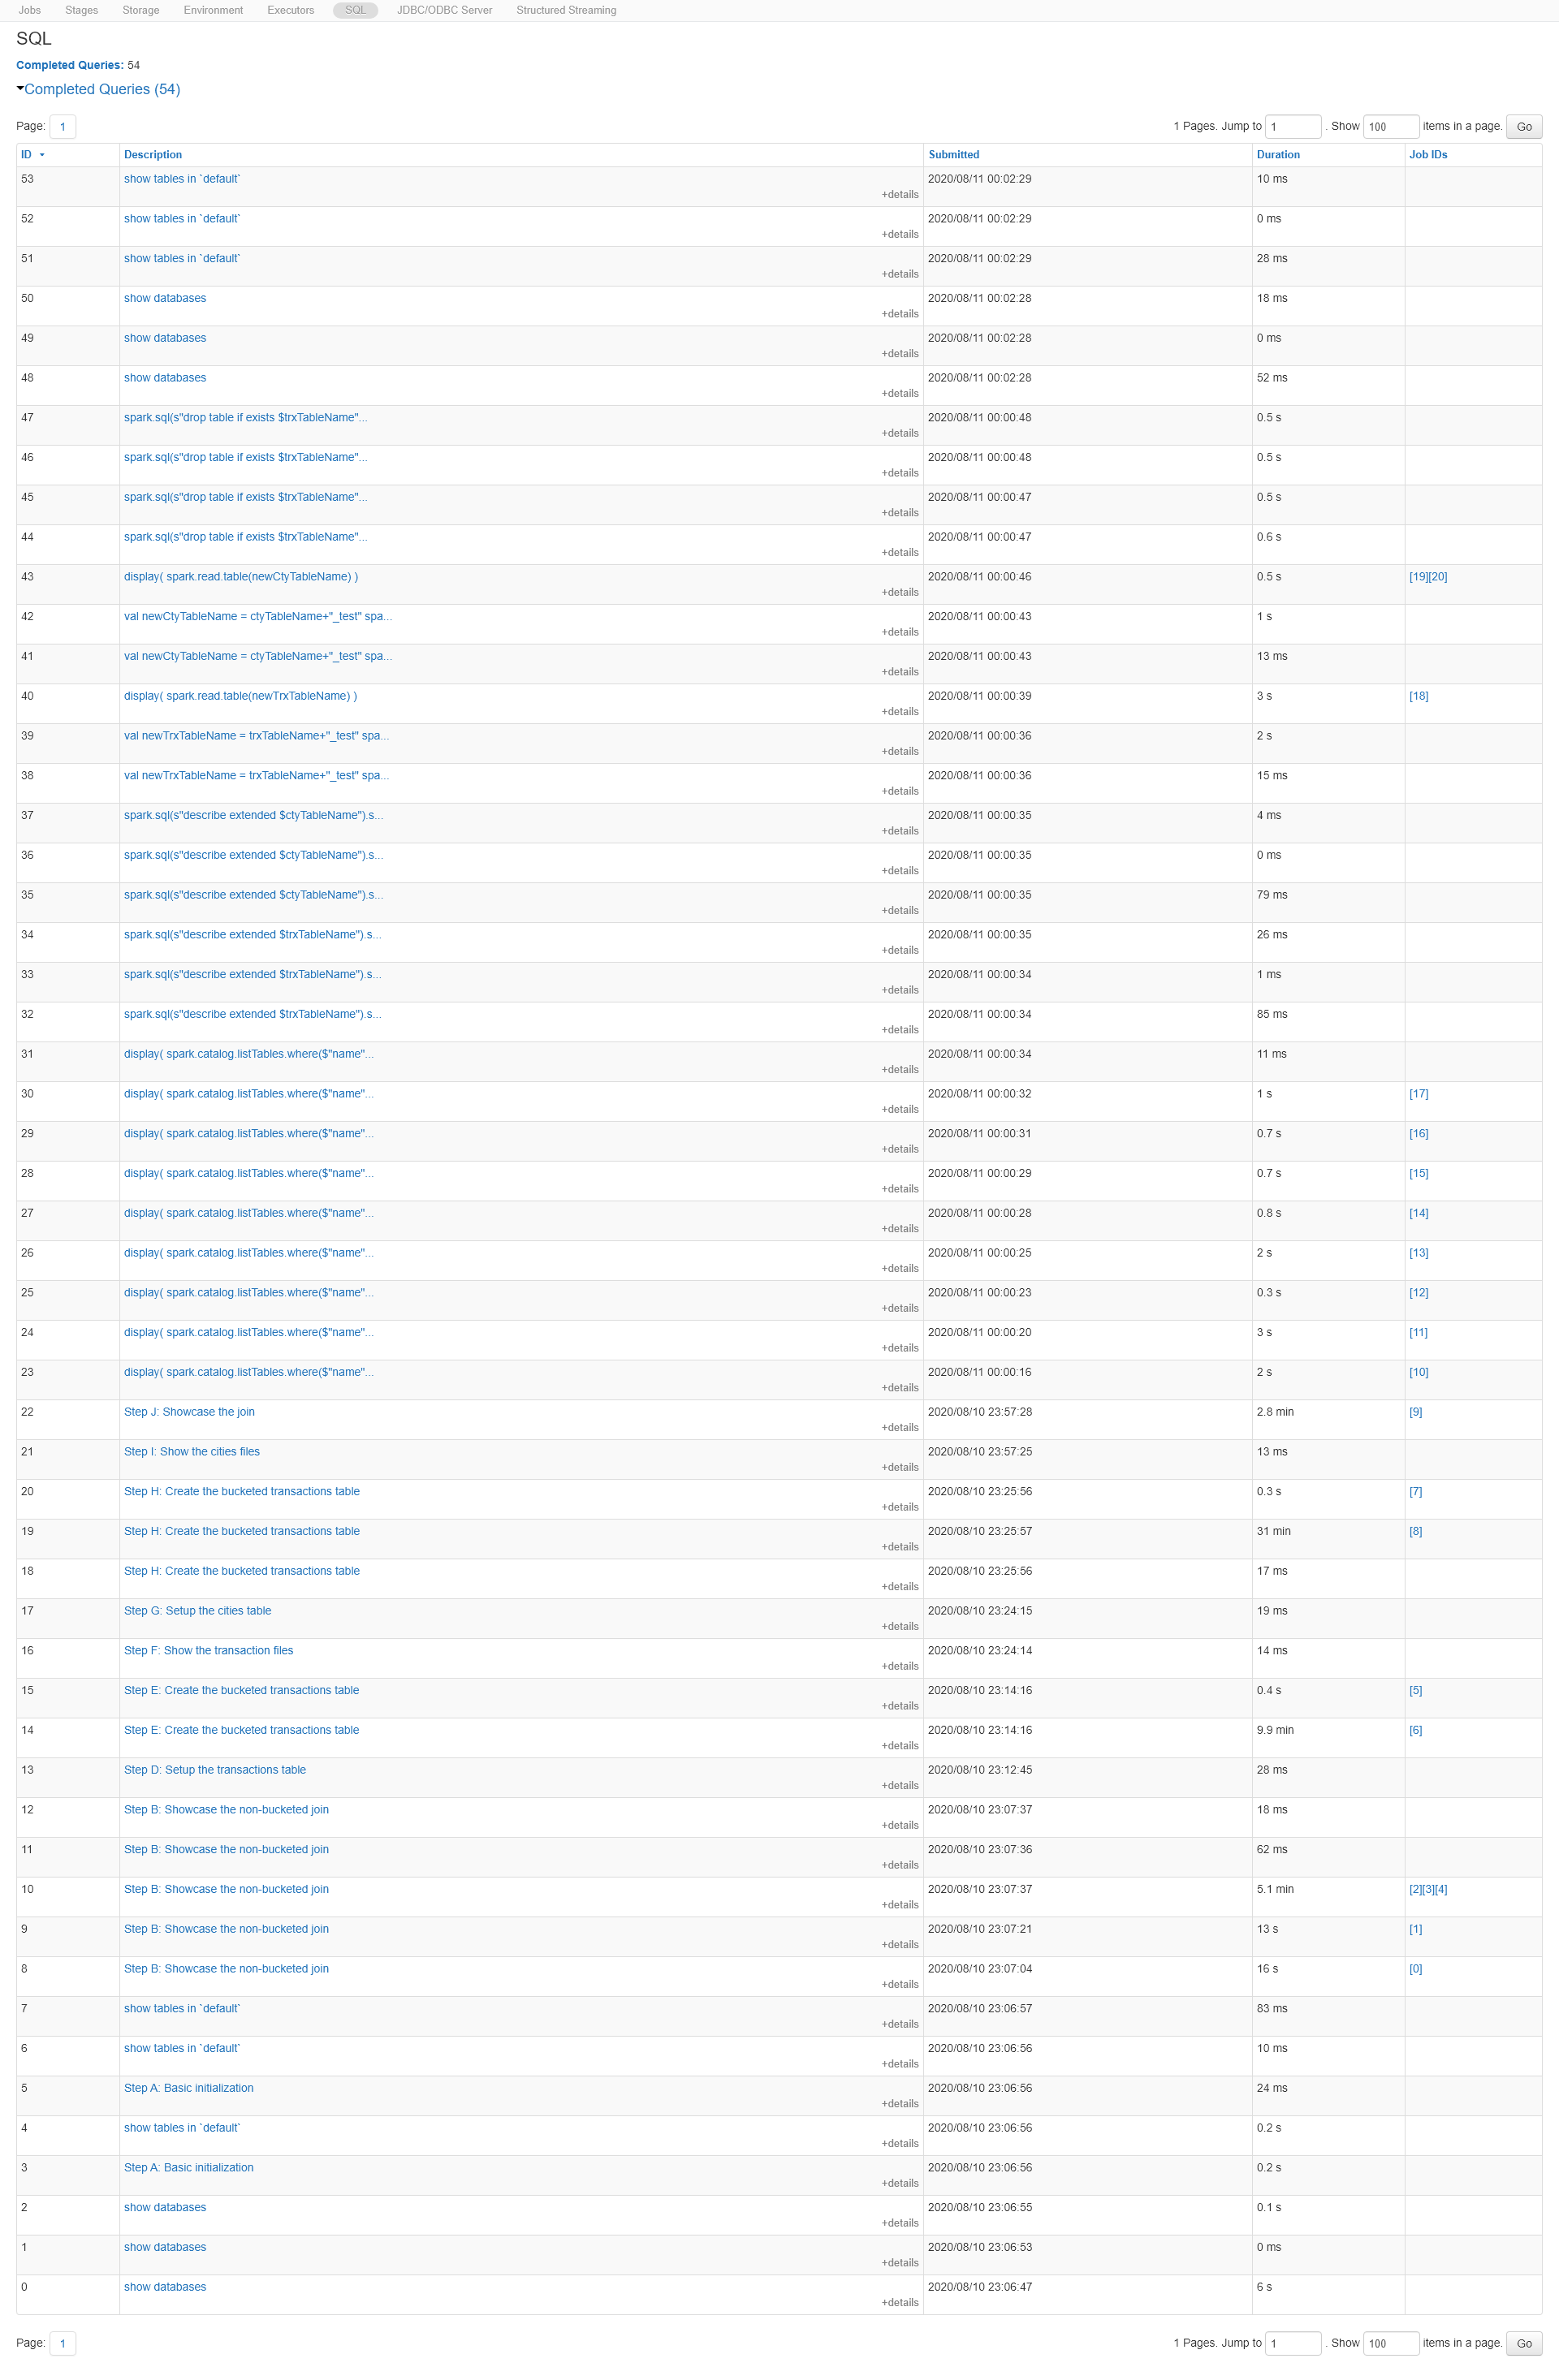 Jobs Stages Storage Environment Executors SQL JDBC/ODBC Server Structured Streaming
SQL
Completed Queries: 54
Completed Queries (54)
Page: 1 1 Pages. Jump to 1 . Show 100 items in a page. Go
ID Description Submitted Duration Job IDs
53 show tables in `default` 2020/08/11 00:02:29 10 ms
+details
52 show tables in `default` 2020/08/11 00:02:29 0 ms
+details
51 show tables in `default` 2020/08/11 00:02:29 28 ms
+details
50 show databases 2020/08/11 00:02:28 18 ms
+details
49 show databases 2020/08/11 00:02:28 0 ms
+details
48 show databases 2020/08/11 00:02:28 52 ms
+details
47 spark.sql(s"drop table if exists $trxTableName"... 2020/08/11 00:00:48 0.5 s
+details
46 spark.sql(s"drop table if exists $trxTableName"... 2020/08/11 00:00:48 0.5 s
+details
45 spark.sql(s"drop table if exists $trxTableName"... 2020/08/11 00:00:47 0.5 s
+details
44 spark.sql(s"drop table if exists $trxTableName"... 2020/08/11 00:00:47 0.6 s
+details
43 display( spark.read.table(newCtyTableName) ) 2020/08/11 00:00:46 0.5 s [19][20]
+details
42 val newCtyTableName = ctyTableName+"_test" spa... 2020/08/11 00:00:43 1 s
+details
41 val newCtyTableName = ctyTableName+"_test" spa... 2020/08/11 00:00:43 13 ms
+details
40 display( spark.read.table(newTrxTableName) ) 2020/08/11 00:00:39 3 s [18]
+details
39 val newTrxTableName = trxTableName+"_test" spa... 2020/08/11 00:00:36 2 s
+details
38 val newTrxTableName = trxTableName+"_test" spa... 2020/08/11 00:00:36 15 ms
+details
37 spark.sql(s"describe extended $ctyTableName").s... 2020/08/11 00:00:35 4 ms
+details
36 spark.sql(s"describe extended $ctyTableName").s... 2020/08/11 00:00:35 0 ms
+details
35 spark.sql(s"describe extended $ctyTableName").s... 2020/08/11 00:00:35 79 ms
+details
34 spark.sql(s"describe extended $trxTableName").s... 2020/08/11 00:00:35 26 ms
+details
33 spark.sql(s"describe extended $trxTableName").s... 2020/08/11 00:00:34 1 ms
+details
32 spark.sql(s"describe extended $trxTableName").s... 2020/08/11 00:00:34 85 ms
+details
31 display( spark.catalog.listTables.where($"name"... 2020/08/11 00:00:34 11 ms
+details
30 display( spark.catalog.listTables.where($"name"... 2020/08/11 00:00:32 1 s [17]
+details
29 display( spark.catalog.listTables.where($"name"... 2020/08/11 00:00:31 0.7 s [16]
+details
28 display( spark.catalog.listTables.where($"name"... 2020/08/11 00:00:29 0.7 s [15]
+details
27 display( spark.catalog.listTables.where($"name"... 2020/08/11 00:00:28 0.8 s [14]
+details
26 display( spark.catalog.listTables.where($"name"... 2020/08/11 00:00:25 2 s [13]
+details
25 display( spark.catalog.listTables.where($"name"... 2020/08/11 00:00:23 0.3 s [12]
+details
24 display( spark.catalog.listTables.where($"name"... 2020/08/11 00:00:20 3 s [11]
+details
23 display( spark.catalog.listTables.where($"name"... 2020/08/11 00:00:16 2 s [10]
+details
22 Step J: Showcase the join 2020/08/10 23:57:28 2.8 min [9]
+details
21 Step I: Show the cities files 2020/08/10 23:57:25 13 ms
+details
20 Step H: Create the bucketed transactions table 2020/08/10 23:25:56 0.3 s [7]
+details
19 Step H: Create the bucketed transactions table 2020/08/10 23:25:57 31 min [8]
+details
18 Step H: Create the bucketed transactions table 2020/08/10 23:25:56 17 ms
+details
17 Step G: Setup the cities table 2020/08/10 23:24:15 19 ms
+details
16 Step F: Show the transaction files 2020/08/10 23:24:14 14 ms
+details
15 Step E: Create the bucketed transactions table 2020/08/10 23:14:16 0.4 s [5]
+details
14 Step E: Create the bucketed transactions table 2020/08/10 23:14:16 9.9 min [6]
+details
13 Step D: Setup the transactions table 2020/08/10 23:12:45 28 ms
+details
12 Step B: Showcase the non-bucketed join 2020/08/10 23:07:37 18 ms
+details
11 Step B: Showcase the non-bucketed join 2020/08/10 23:07:36 62 ms
+details
10 Step B: Showcase the non-bucketed join 2020/08/10 23:07:37 5.1 min [2][3][4]
+details
9 Step B: Showcase the non-bucketed join 2020/08/10 23:07:21 13 s [1]
+details
8 Step B: Showcase the non-bucketed join 2020/08/10 23:07:04 16 s [0]
+details
7 show tables in `default` 2020/08/10 23:06:57 83 ms
+details
6 show tables in `default` 2020/08/10 23:06:56 10 ms
+details
5 Step A: Basic initialization 2020/08/10 23:06:56 24 ms
+details
4 show tables in `default` 2020/08/10 23:06:56 0.2 s
+details
3 Step A: Basic initialization 2020/08/10 23:06:56 0.2 s
+details
2 show databases 2020/08/10 23:06:55 0.1 s
+details
1 show databases 2020/08/10 23:06:53 0 ms
+details
0 show databases 2020/08/10 23:06:47 6 s
+details
Page: 1 1 Pages. Jump to 1 . Show 100 items in a page. Go